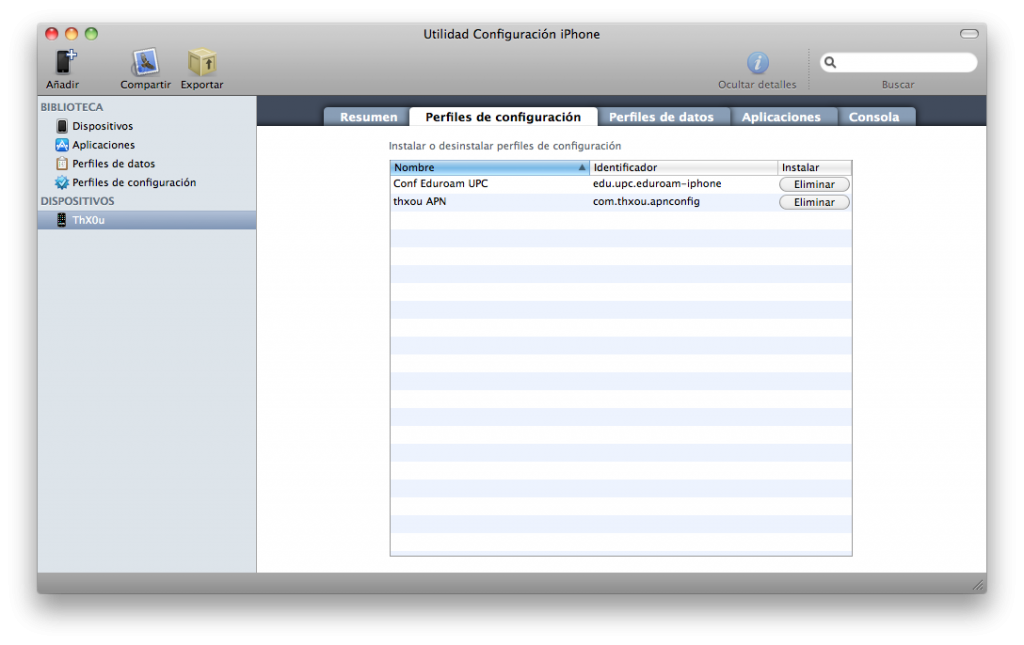 Utilidad Configuración iPhone
Añadir Compartir Exportar Ocultar detalles Buscar
BIBLIOTECA
Dispositivos
Aplicaciones
Perfiles de datos
Perfiles de configuración
DISPOSITIVOS
ThX0u
Resumen Perfiles de configuración Perfiles de datos Aplicaciones Consola
Instalar o desinstalar perfiles de configuración
Nombre Identificador Instalar
Conf Eduroam UPC edu.upc.eduroam-iphone Eliminar
thxou APN com.thxou.apnconfig Eliminar